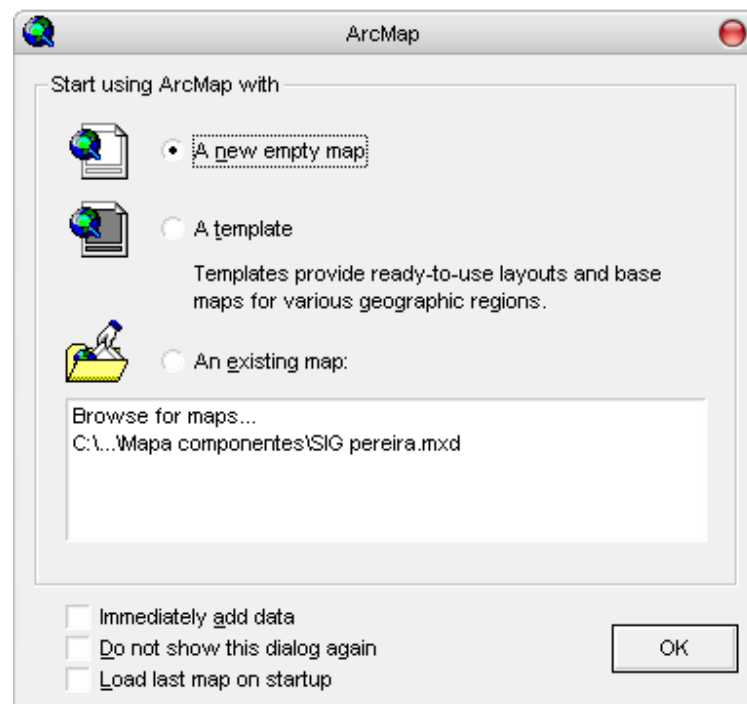 ArcMap
Start using ArcMap with
A new empty map
A template
Templates provide ready-to-use layouts and base
maps for various geographic regions.
An existing map:
Browse for maps...
C:\...\Mapa componentes\SIG pereira.mxd
Immediately add data
Do not show this dialog again
Load last map on startup
OK